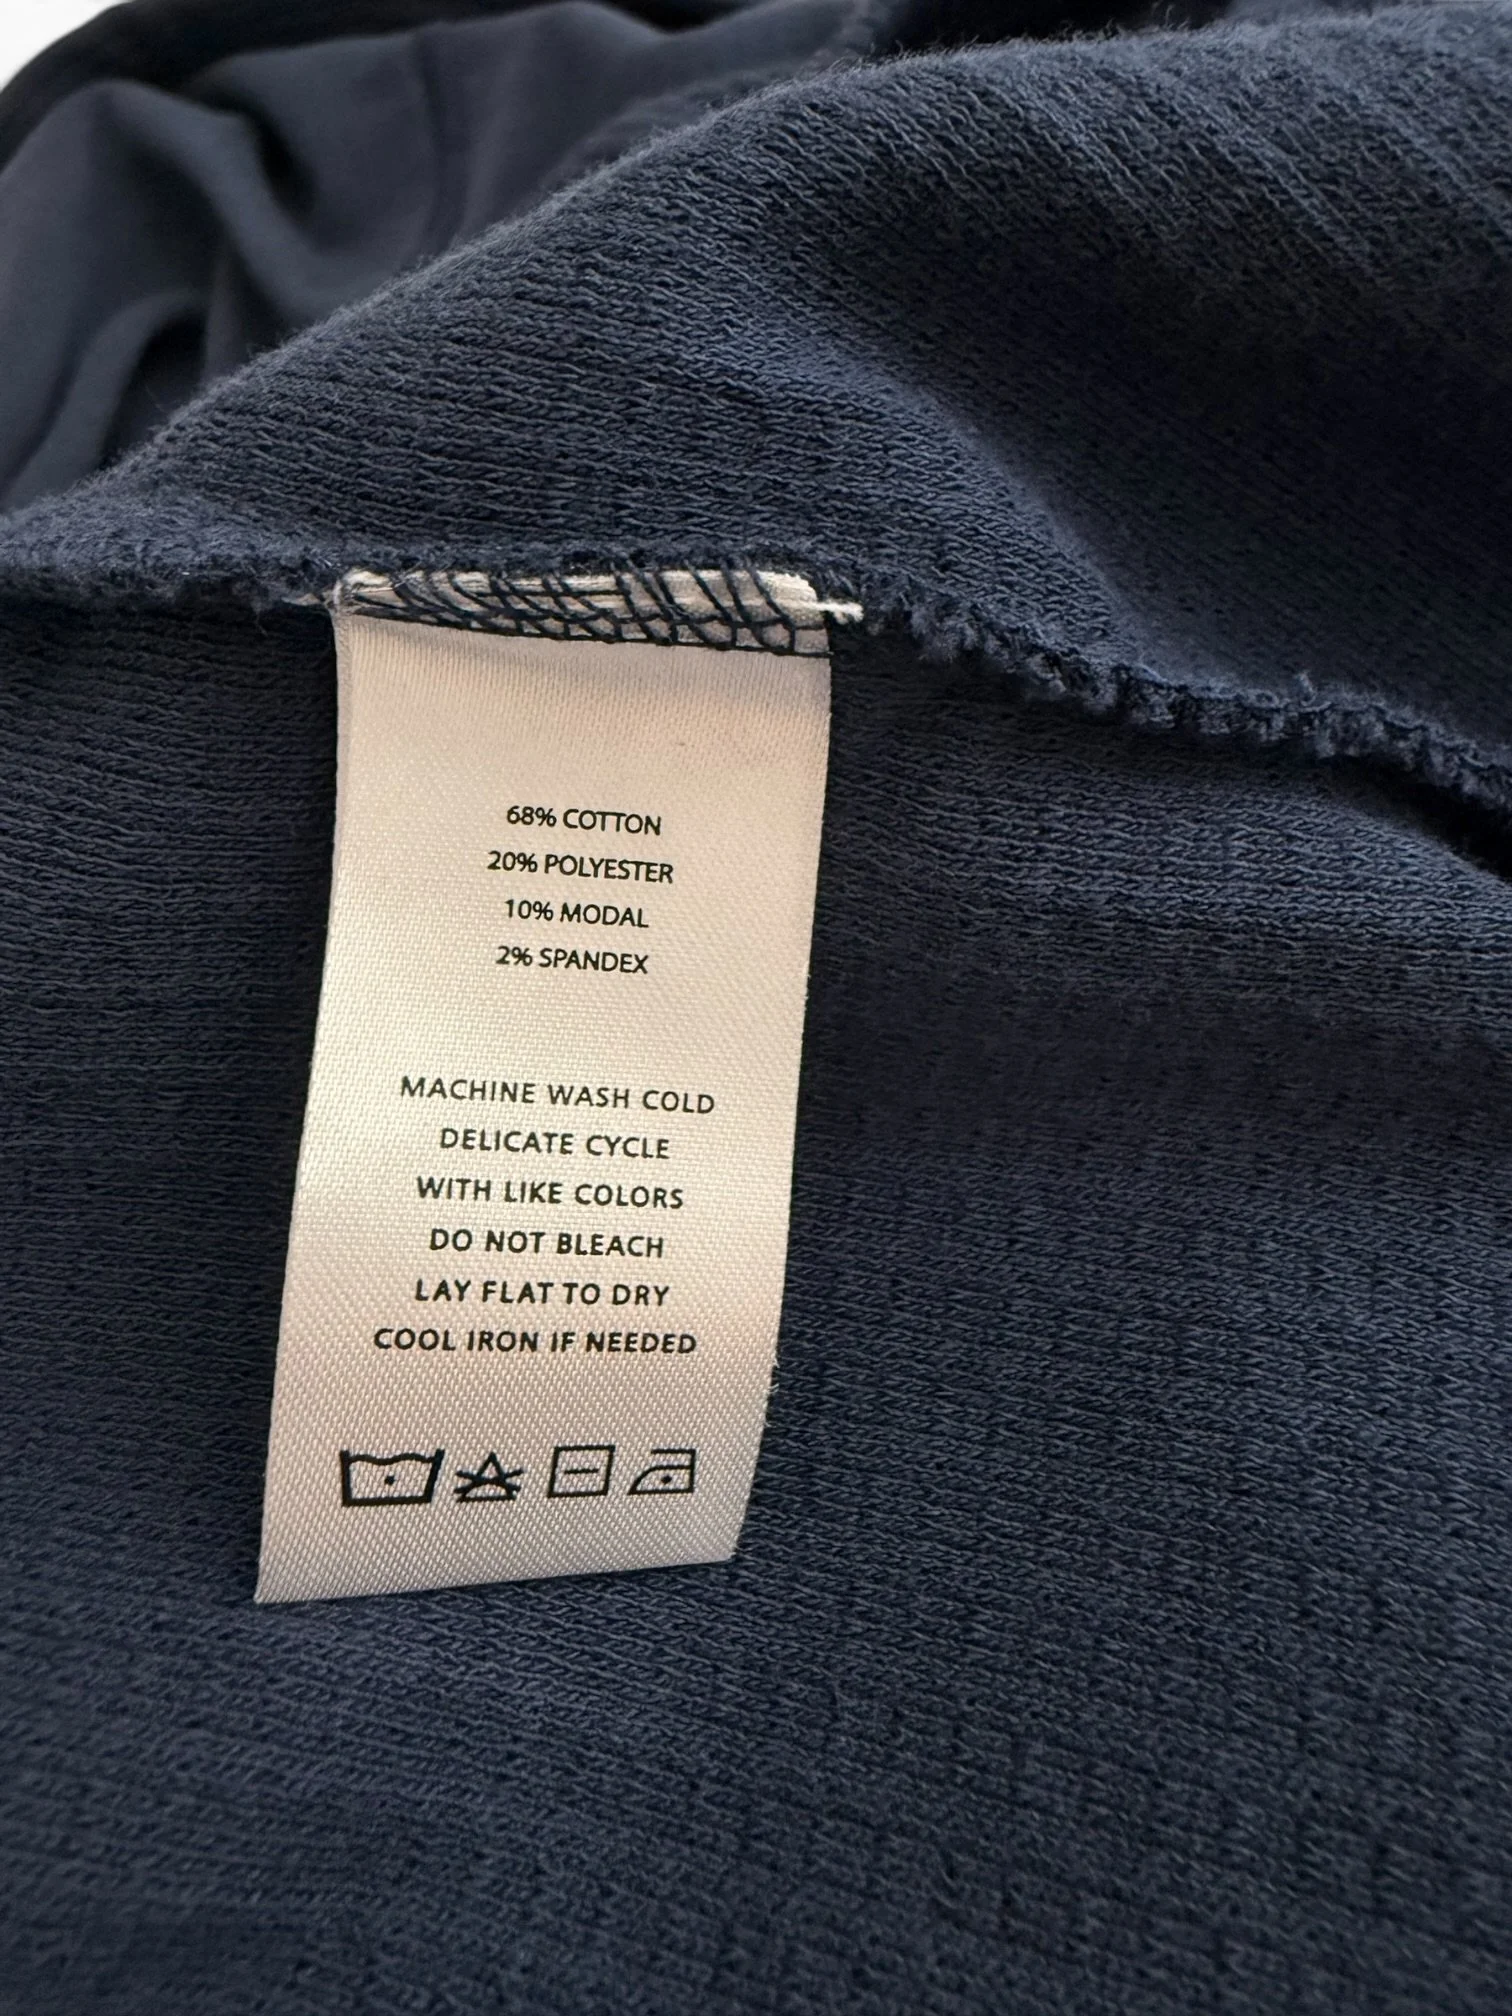 68% COTTON
20% POLYESTER
10% MODAL
2% SPANDEX
MACHINE WASH COLD
DELICATE CYCLE
WITH LIKE COLORS
DO NOT BLEACH
LAY FLAT TO DRY
COOL IRON IF NEEDED